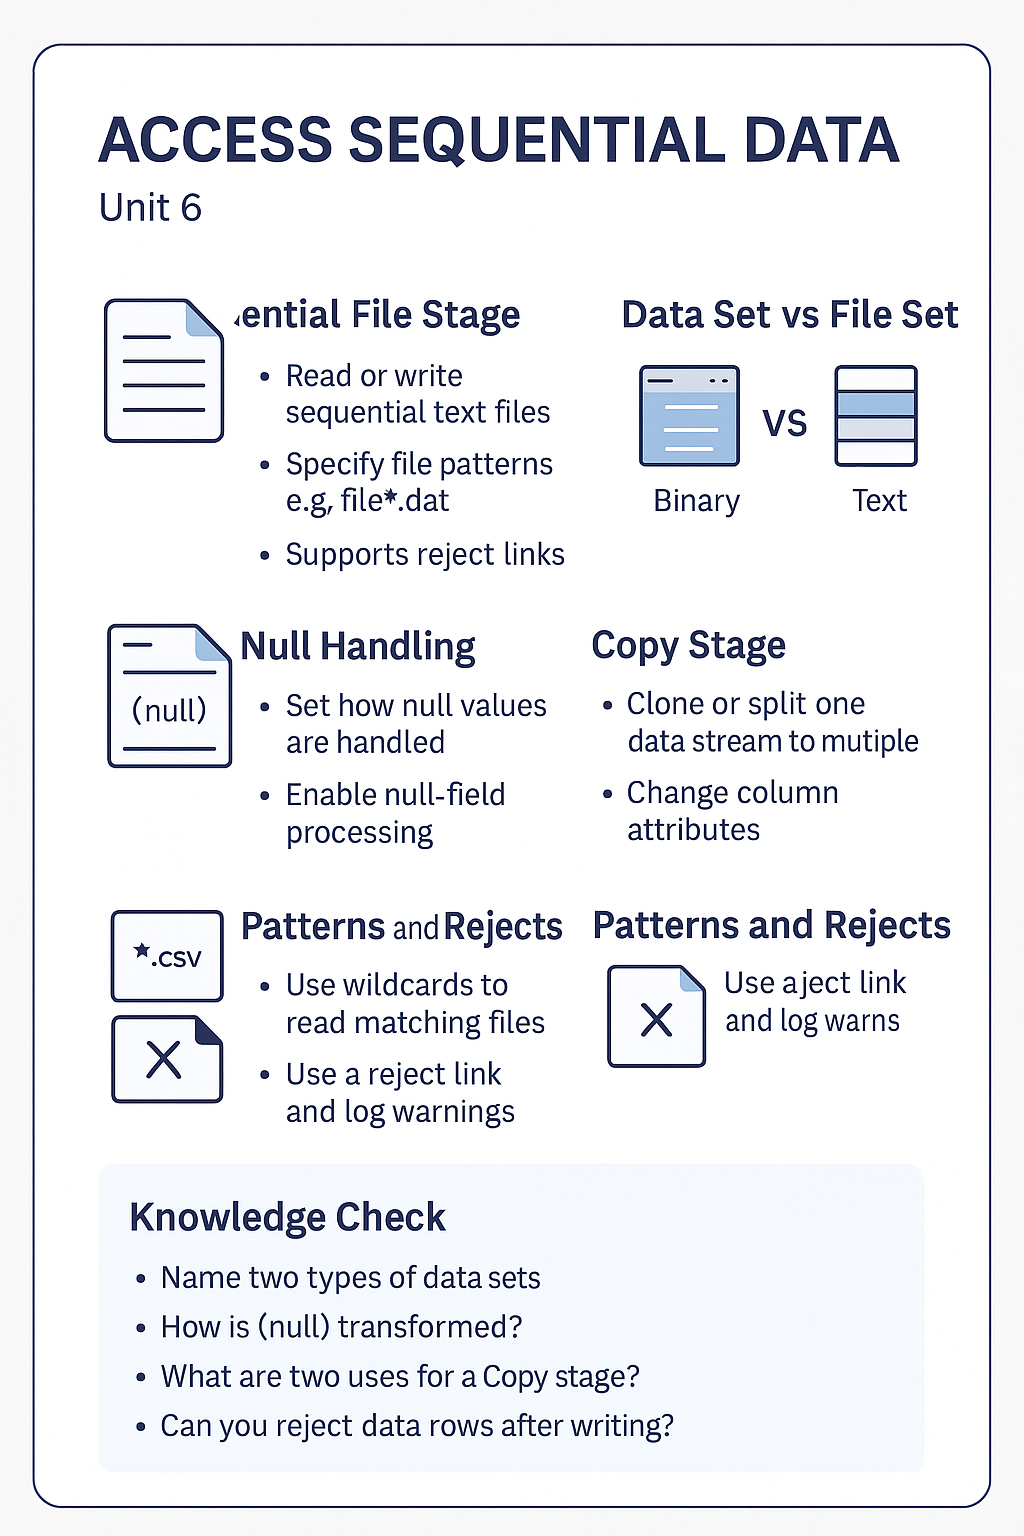 ACCESS SEQUENTIAL DATA
Unit 6
ential File Stage
• Read or write
sequential text files
• Specify file patterns
e.g, file*.dat
• Supports reject links
Data Set vs File Set
VS
Binary
Text
(null)
Null Handling
• Set how null values
are handled
• Enable null-field
processing
Copy Stage
• Clone or split one
data stream to mutiple
• Change column
attributes
*.csv
Patterns and Rejects
• Use wildcards to
read matching files
• Use a reject link
and log warnings
Patterns and Rejects
Use aject link
and log warns
Knowledge Check
• Name two types of data sets
• How is (null) transformed?
• What are two uses for a Copy stage?
• Can you reject data rows after writing?